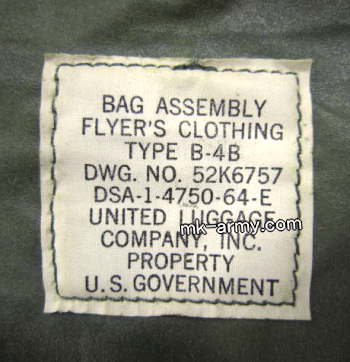 BAG ASSEMBLY
FLYER'S CLOTHING
TYPE B-4B
DWG. NO. 52K6757
DSA-1-4750-64-E
UNITED LUGGAGE
mk-army.com
COMPANY, INC.
PROPERTY
U.S. GOVERNMENT